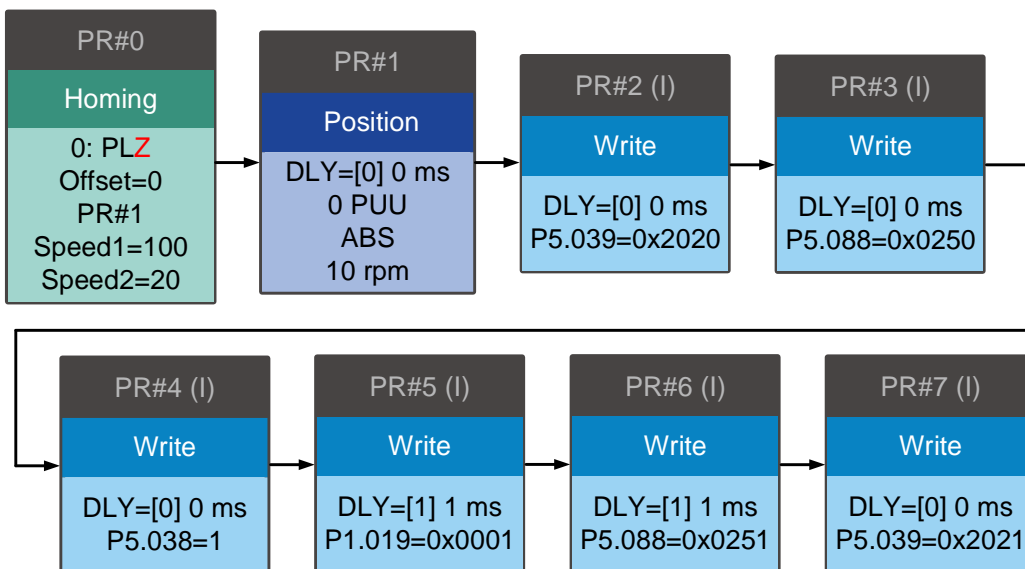 PR#0
Homing
0: PLZ
Offset=0
PR#1
Speed1=100
Speed2=20
PR#1
Position
DLY=[0] 0 ms
0 PUU
ABS
10 rpm
PR#2 (I)
Write
DLY=[0] 0 ms
P5.039=0x2020
PR#3 (I)
Write
DLY=[0] 0 ms
P5.088=0x0250
PR#4 (I)
Write
DLY=[0] 0 ms
P5.038=1
PR#5 (I)
Write
DLY=[1] 1 ms
P1.019=0x0001
PR#6 (I)
Write
DLY=[1] 1 ms
P5.088=0x0251
PR#7 (I)
Write
DLY=[0] 0 ms
P5.039=0x2021